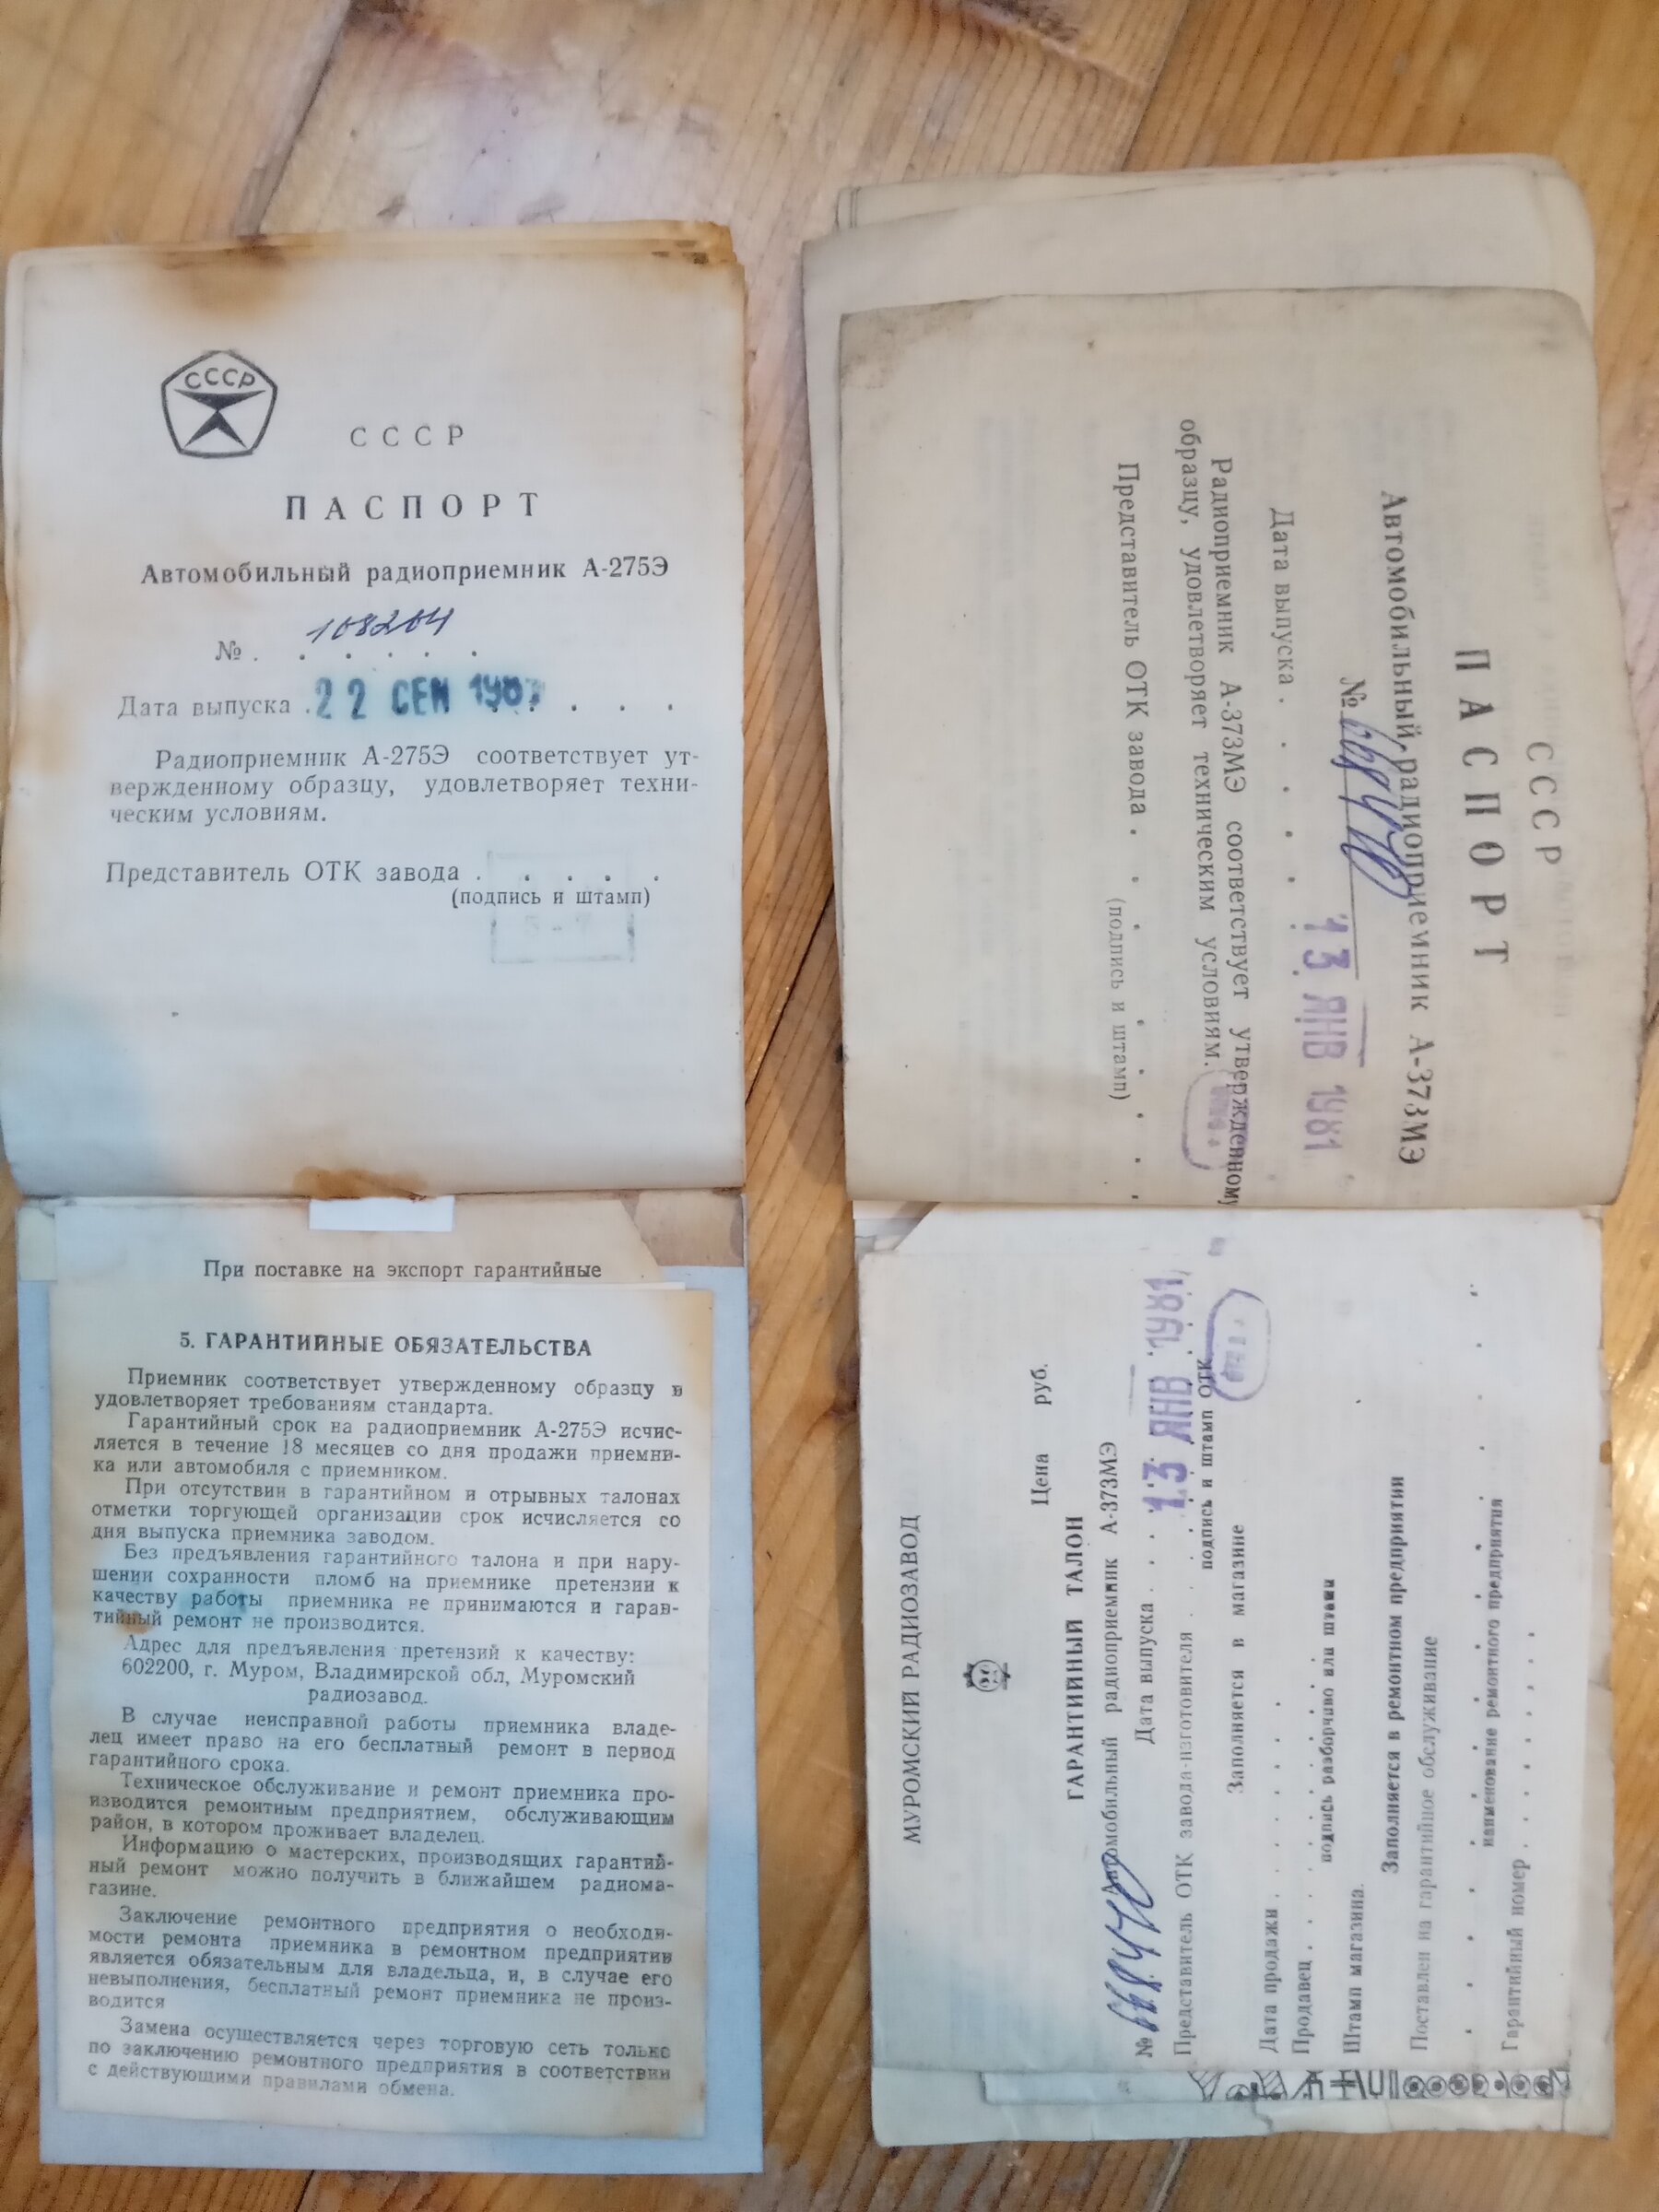 СССР
СССР
ПАСПОРТ
Автомобильный радиоприемник А-275Э
108204
№ . . . . . .
Дата выпуска . 22 СЕН 1987 . . .
Радиоприемник А-275Э соответствует ут-
вержденному образцу, удовлетворяет техни-
ческим условиям.
Представитель ОТК завода . . . . .
(подпись и штамп)
При поставке на экспорт гарантийные
5. ГАРАНТИЙНЫЕ ОБЯЗАТЕЛЬСТВА
Приемник соответствует утвержденному образцу и
удовлетворяет требованиям стандарта.
Гарантийный срок на радиоприемник А-275Э исчис-
ляется в течение 18 месяцев со дня продажи приемни-
ка или автомобиля с приемником.
При отсутствии в гарантийном и отрывных талонах
отметки торгующей организации срок исчисляется со
дня выпуска приемника заводом.
Без предъявления гарантийного талона и при нару-
шении сохранности пломб на приемнике претензии к
качеству работы приемника не принимаются и гаран-
тийный ремонт не производится.
Адрес для предъявления претензий к качеству:
602200, г. Муром, Владимирской обл, Муромский
радиозавод.
В случае неисправной работы приемника владе-
лец имеет право на его бесплатный ремонт в период
гарантийного срока.
Техническое обслуживание и ремонт приемника про-
изводится ремонтным предприятием, обслуживающим
район, в котором проживает владелец.
Информацию о мастерских, производящих гарантий-
ный ремонт можно получить в ближайшем радиома-
газине.
Заключение ремонтного предприятия о необходи-
мости ремонта приемника в ремонтном предприятии
является обязательным для владельца, и, в случае его
невыполнения, бесплатный ремонт приемника не произ-
водится
Замена осуществляется через торговую сеть только
по заключению ремонтного предприятия в соответствии
с действующими правилами обмена.
СССР
ПАСПОРТ
Автомобильный радиоприемник А-373МЭ
№
Дата выпуска . . . . . 13 ЯНВ 1981
Радиоприемник А-373МЭ соответствует утвержденному
образцу, удовлетворяет техническим условиям.
Представитель ОТК завода . . . . . . . .
(подпись и штамп)
МУРОМСКИЙ РАДИОЗАВОД
Цена руб.
ГАРАНТИЙНЫЙ ТАЛОН
Автомобильный радиоприемник А-373МЭ
№ Дата выпуска . . . 13 ЯНВ 1981
Представитель ОТК завода-изготовителя . . . . .
подпись и штамп ОТК
Заполняется в магазине
Дата продажи . . . . . . .
Продавец . . . . . . .
подпись разборчиво или штамп
Штамп магазина.
Заполняется в ремонтном предприятии
Поставлен на гарантийное обслуживание
. . . . . . . . .
наименование ремонтного предприятия
Гарантийный номер . . . . . . .